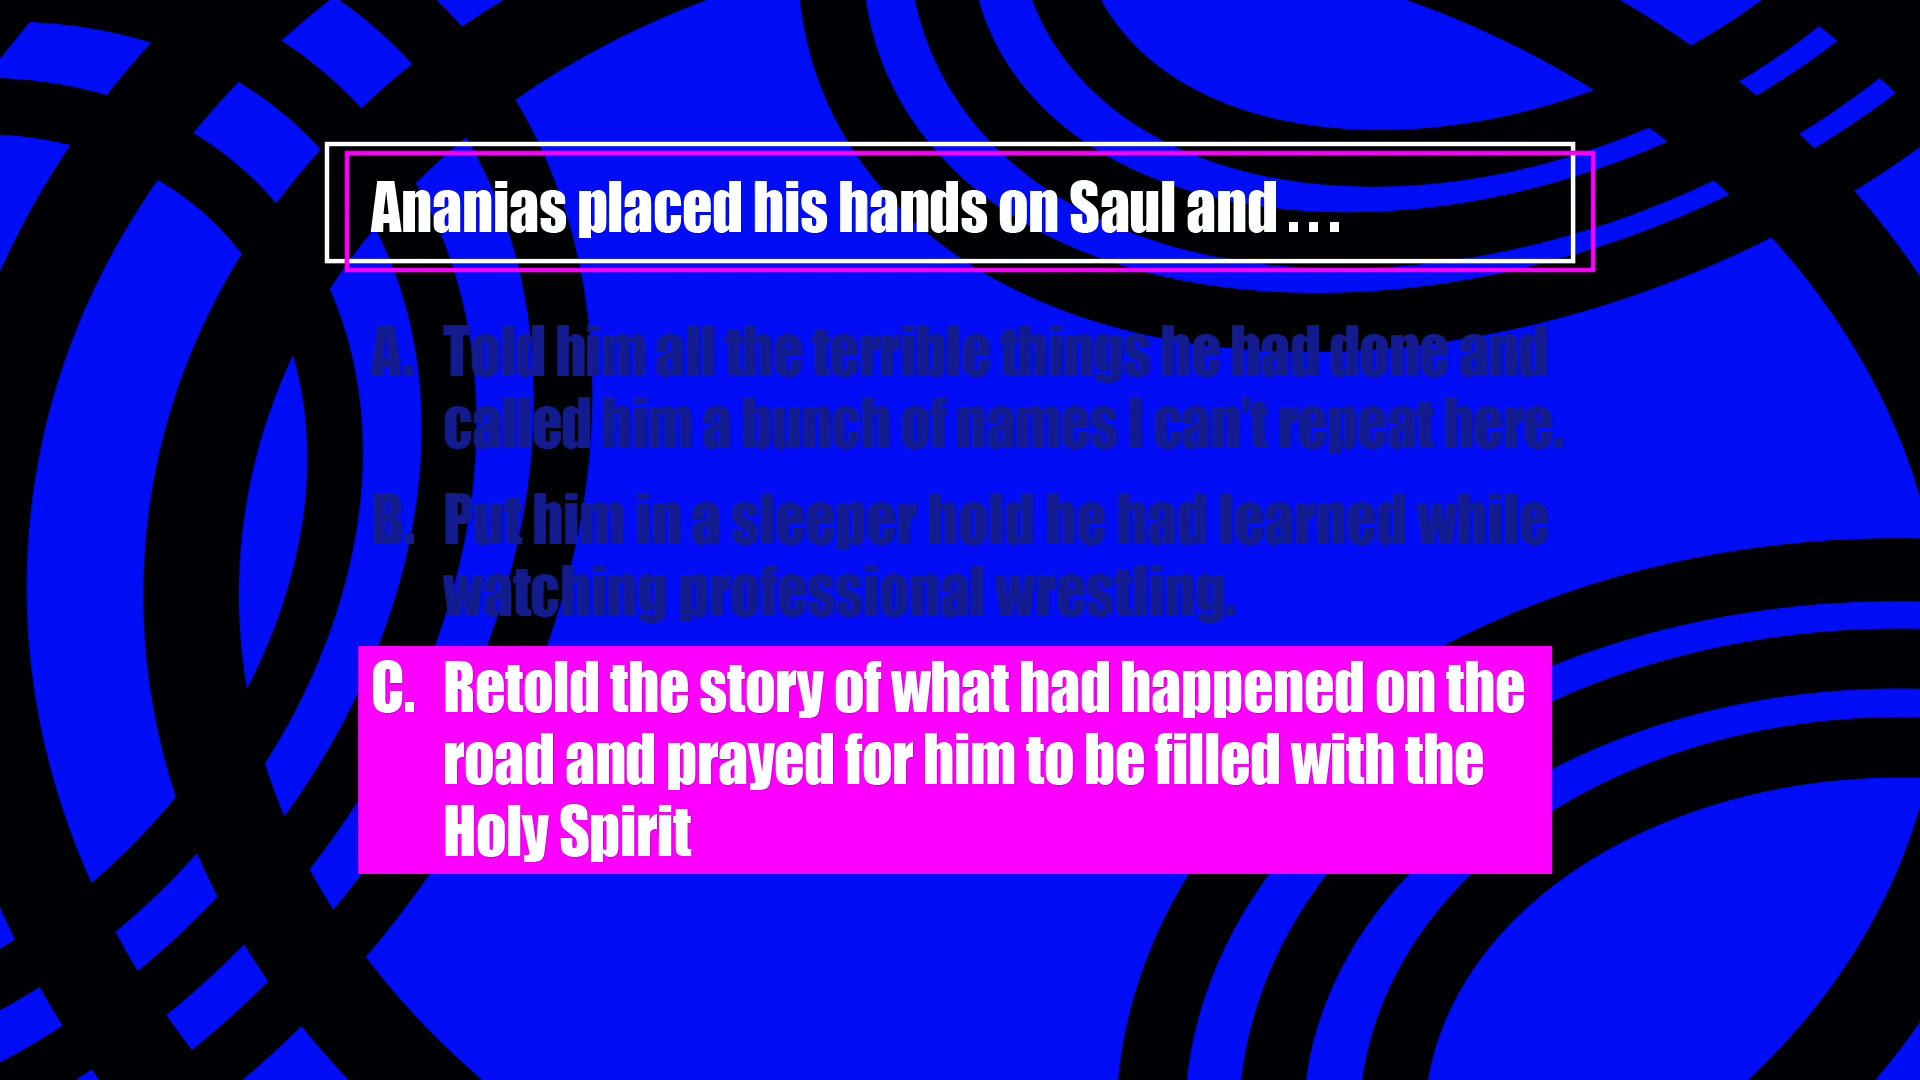 Ananias placed his hands on Saul and . . .
A. Told him all the terrible things he had done and
called him a bunch of names I can't repeat here.
B. Put him in a sleeper hold he had learned while
watching professional wrestling.
C. Retold the story of what had happened on the
road and prayed for him to be filled with the
Holy Spirit